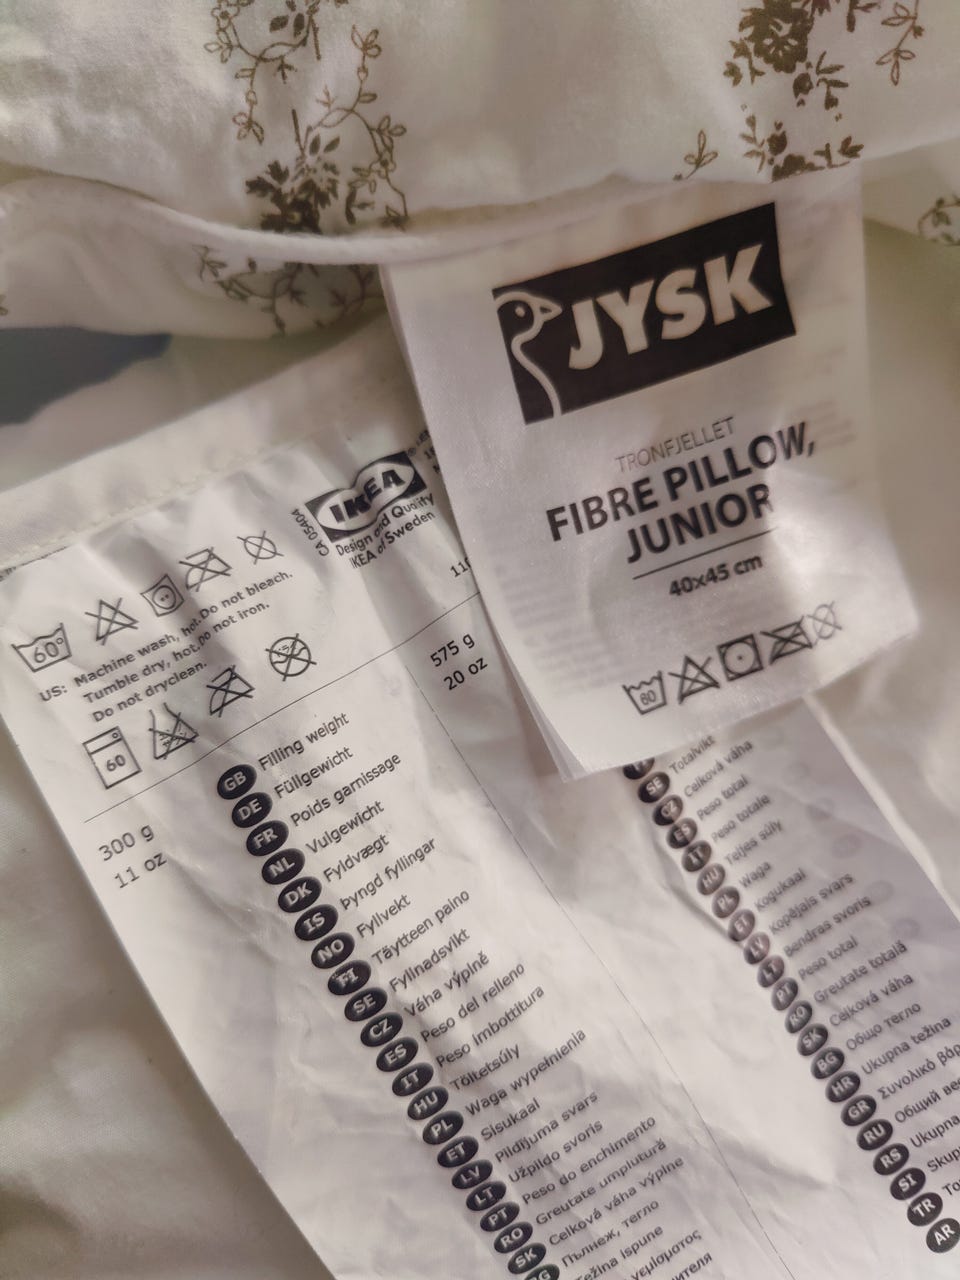 JYSK
TRONFJELLET
FIBRE PILLOW,
JUNIOR
40x45 cm
60
CA 05404
IKEA
®
Design and Quality
IKEA of Sweden
60°
US: Machine wash, hot. Do not bleach.
Tumble dry, hot. Do not iron.
Do not dryclean.
60
300 g
11 oz
575 g
20 oz
GB Filling weight
DE Füllgewicht
FR Poids garnissage
NL Vulgewicht
DK Fyldvægt
IS Þyngd fyllingar
NO Fyllvekt
FI Täytteen paino
SE Fyllnadsvikt
CZ Váha výplně
ES Peso del relleno
IT Peso imbottitura
HU Töltetsúly
PL Waga wypełnienia
ET Sisukaal
LV Pildījuma svars
LT Užpildo svoris
PT Peso do enchimento
RO Greutate umplutură
SK Celková váha výplne
BG Пълнеж, тегло
težina ispune
SE Totalvikt
CZ Celková váha
ES Peso total
IT Peso totale
HU Teljes súly
PL Waga
ET Kogukaal
LV Kopējais svars
LT Bendras svoris
PT Peso total
RO Greutate totală
SK Celková váha
BG Общо тегло
HR Ukupna težina
GR Συνολικό
RU Общий
RS Ukupna
SI
TR
AR